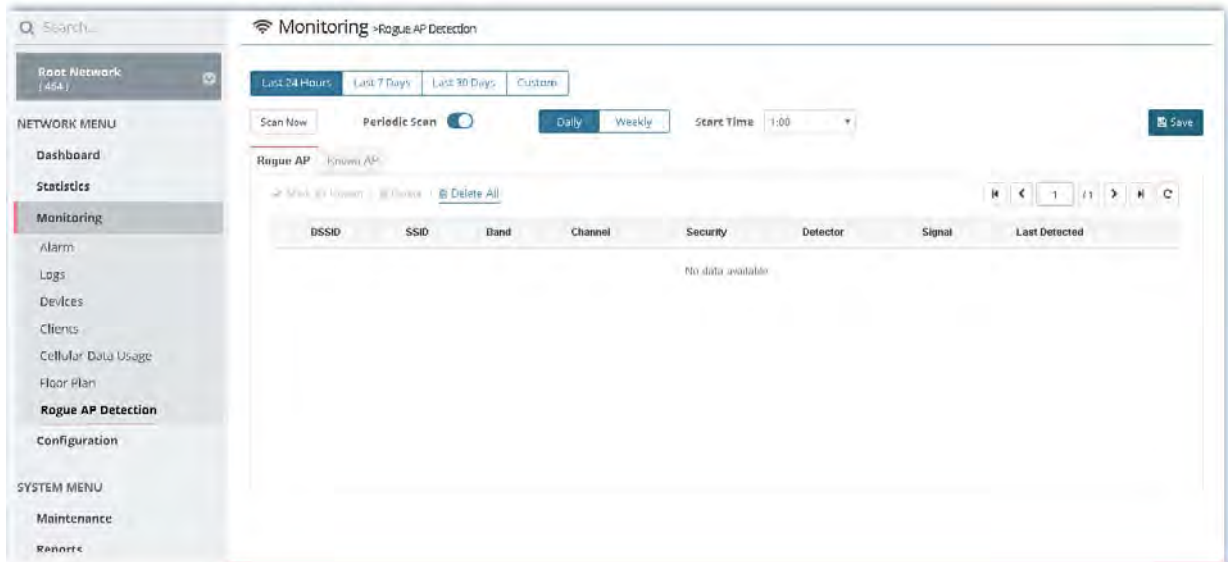 Search...
Monitoring >Rogue AP Detection
Root Network
Last 24 Hours
Last 7 Days
Last 30 Days
Custom
NETWORK MENU
Scan Now
Periodic Scan
Daily
Weekly
Start Time
1:00
Save
Dashboard
Rogue AP
Known AP
Statistics
Delete All
1
/1
Monitoring
DSSID
SSID
Band
Channel
Security
Detector
Signal
Last Detected
No data available
Alarm
Logs
Devices
Clients
Cellular Data Usage
Floor Plan
Rogue AP Detection
Configuration
SYSTEM MENU
Maintenance
Reports